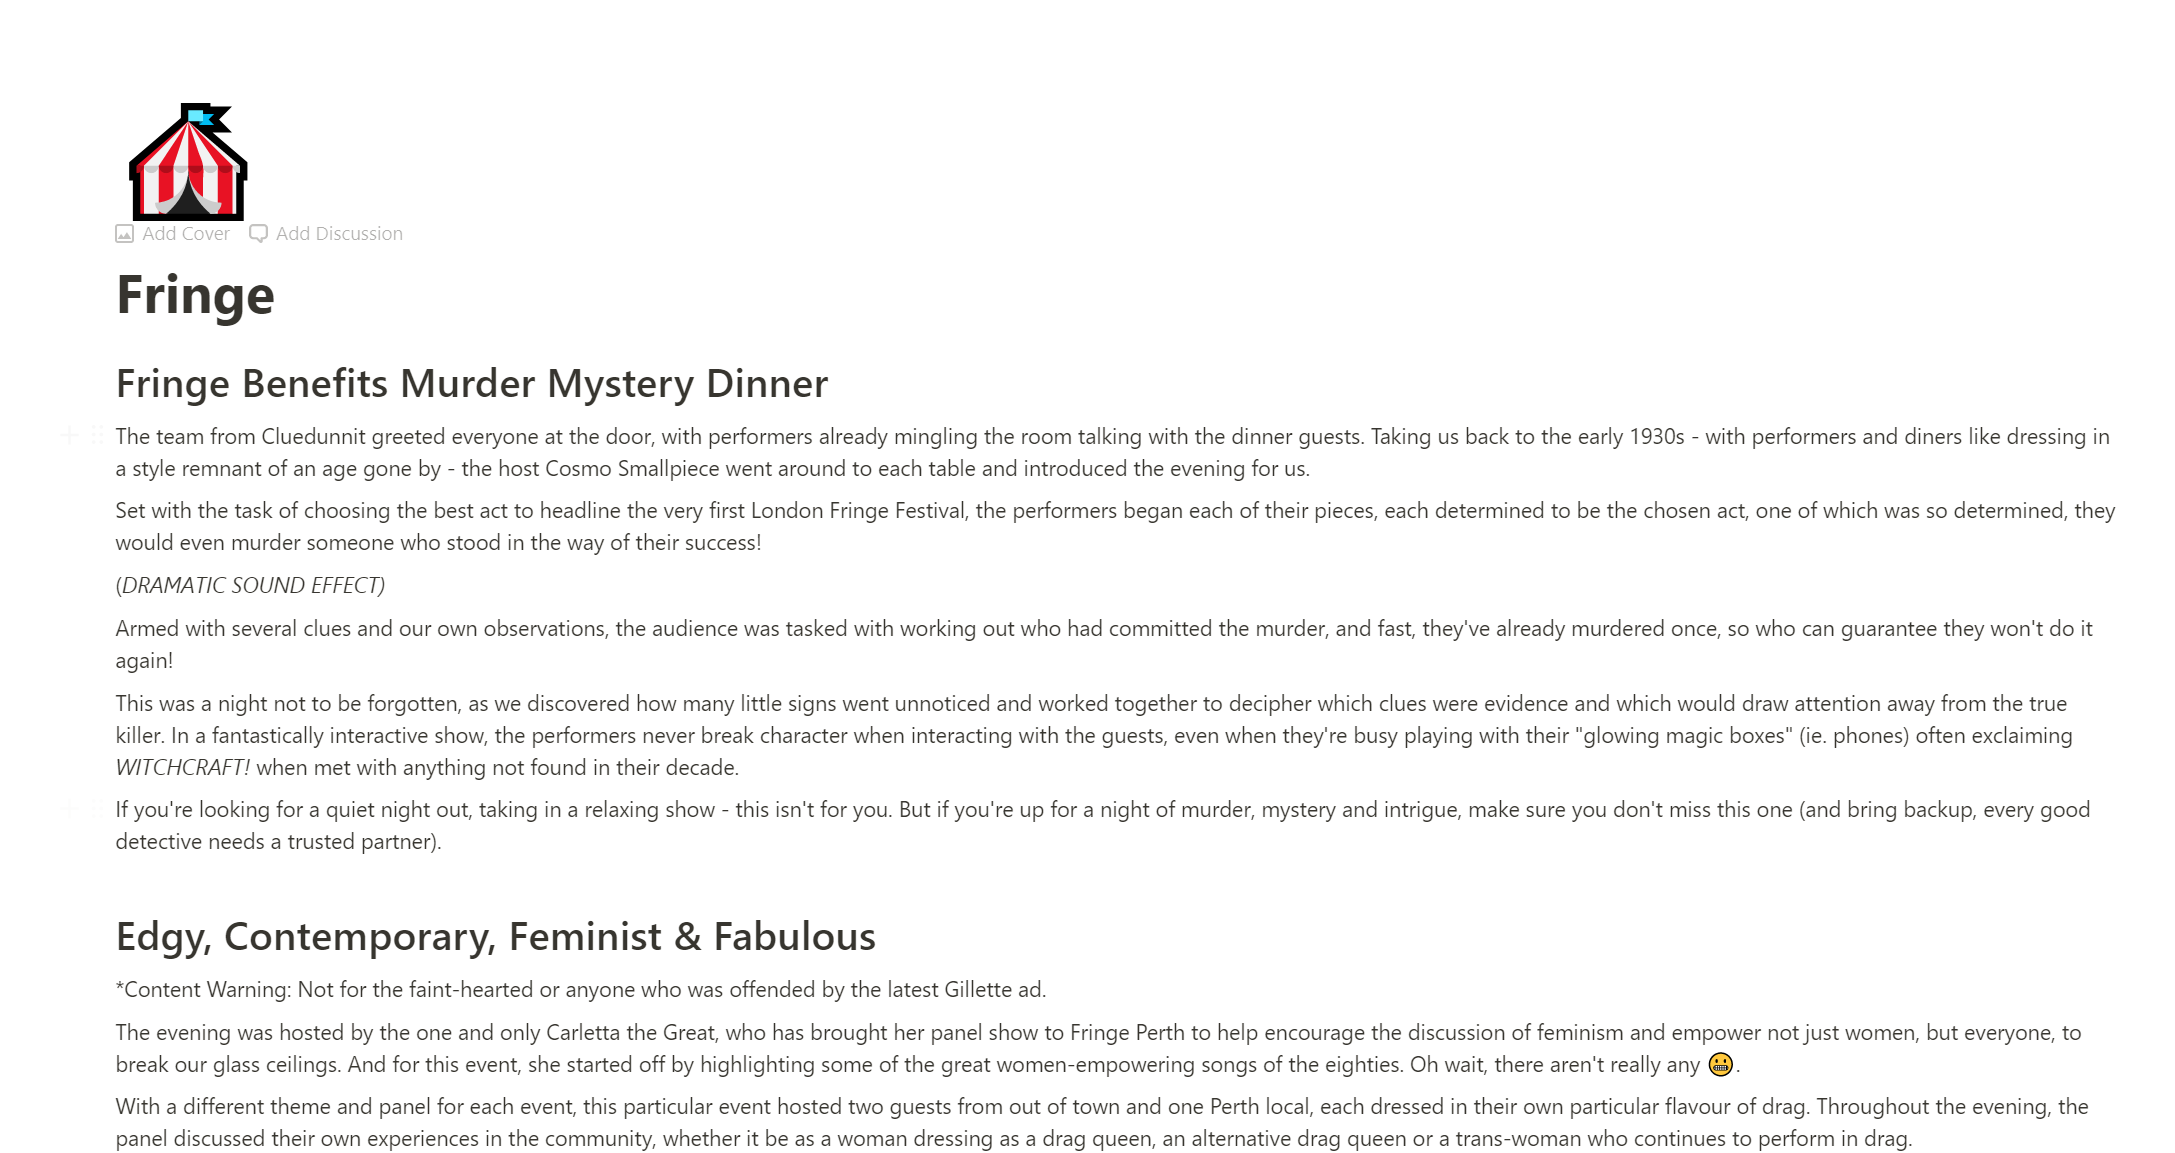 Add Cover Add Discussion
Fringe
Fringe Benefits Murder Mystery Dinner
The team from Cluedunnit greeted everyone at the door, with performers already mingling the room talking with the dinner guests. Taking us back to the early 1930s - with performers and diners like dressing in
a style remnant of an age gone by - the host Cosmo Smallpiece went around to each table and introduced the evening for us.
Set with the task of choosing the best act to headline the very first London Fringe Festival, the performers began each of their pieces, each determined to be the chosen act, one of which was so determined, they
would even murder someone who stood in the way of their success!
(DRAMATIC SOUND EFFECT)
Armed with several clues and our own observations, the audience was tasked with working out who had committed the murder, and fast, they've already murdered once, so who can guarantee they won't do it
again!
This was a night not to be forgotten, as we discovered how many little signs went unnoticed and worked together to decipher which clues were evidence and which would draw attention away from the true
killer. In a fantastically interactive show, the performers never break character when interacting with the guests, even when they're busy playing with their "glowing magic boxes" (ie. phones) often exclaiming
WITCHCRAFT! when met with anything not found in their decade.
If you're looking for a quiet night out, taking in a relaxing show - this isn't for you. But if you're up for a night of murder, mystery and intrigue, make sure you don't miss this one (and bring backup, every good
detective needs a trusted partner).
Edgy, Contemporary, Feminist & Fabulous
*Content Warning: Not for the faint-hearted or anyone who was offended by the latest Gillette ad.
The evening was hosted by the one and only Carletta the Great, who has brought her panel show to Fringe Perth to help encourage the discussion of feminism and empower not just women, but everyone, to
break our glass ceilings. And for this event, she started off by highlighting some of the great women-empowering songs of the eighties. Oh wait, there aren't really any 😬.
With a different theme and panel for each event, this particular event hosted two guests from out of town and one Perth local, each dressed in their own particular flavour of drag. Throughout the evening, the
panel discussed their own experiences in the community, whether it be as a woman dressing as a drag queen, an alternative drag queen or a trans-woman who continues to perform in drag.